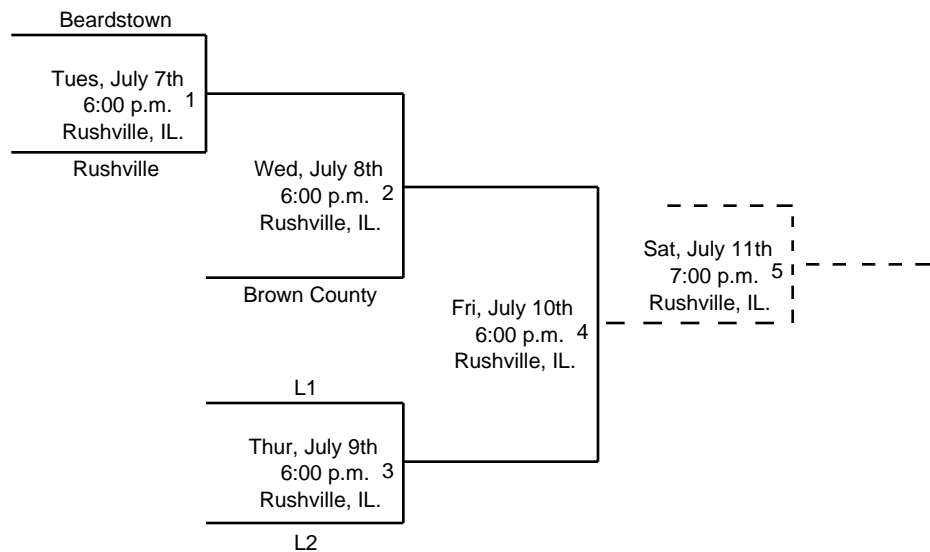 Beardstown
Tues, July 7th
6:00 p.m. 1
Rushville, IL.
Rushville
Wed, July 8th
6:00 p.m. 2
Rushville, IL.
Brown County
L1
Thur, July 9th
6:00 p.m. 3
Rushville, IL.
L2
Fri, July 10th
6:00 p.m. 4
Rushville, IL.
Sat, July 11th
7:00 p.m. 5
Rushville, IL.